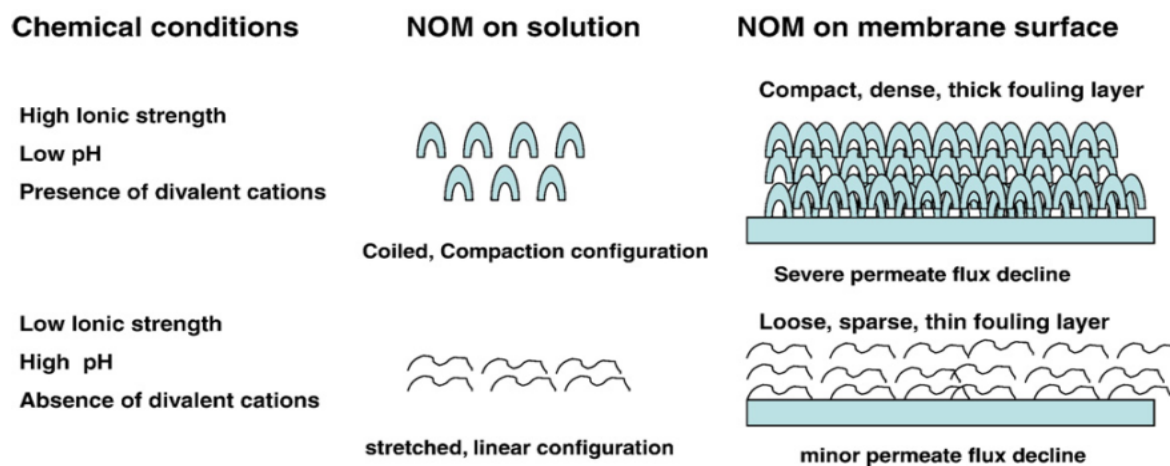 Chemical conditions
NOM on solution
NOM on membrane surface
High Ionic strength
Low pH
Presence of divalent cations
Coiled, Compaction configuration
Compact, dense, thick fouling layer
Severe permeate flux decline
Low Ionic strength
High pH
Absence of divalent cations
stretched, linear configuration
Loose, sparse, thin fouling layer
minor permeate flux decline